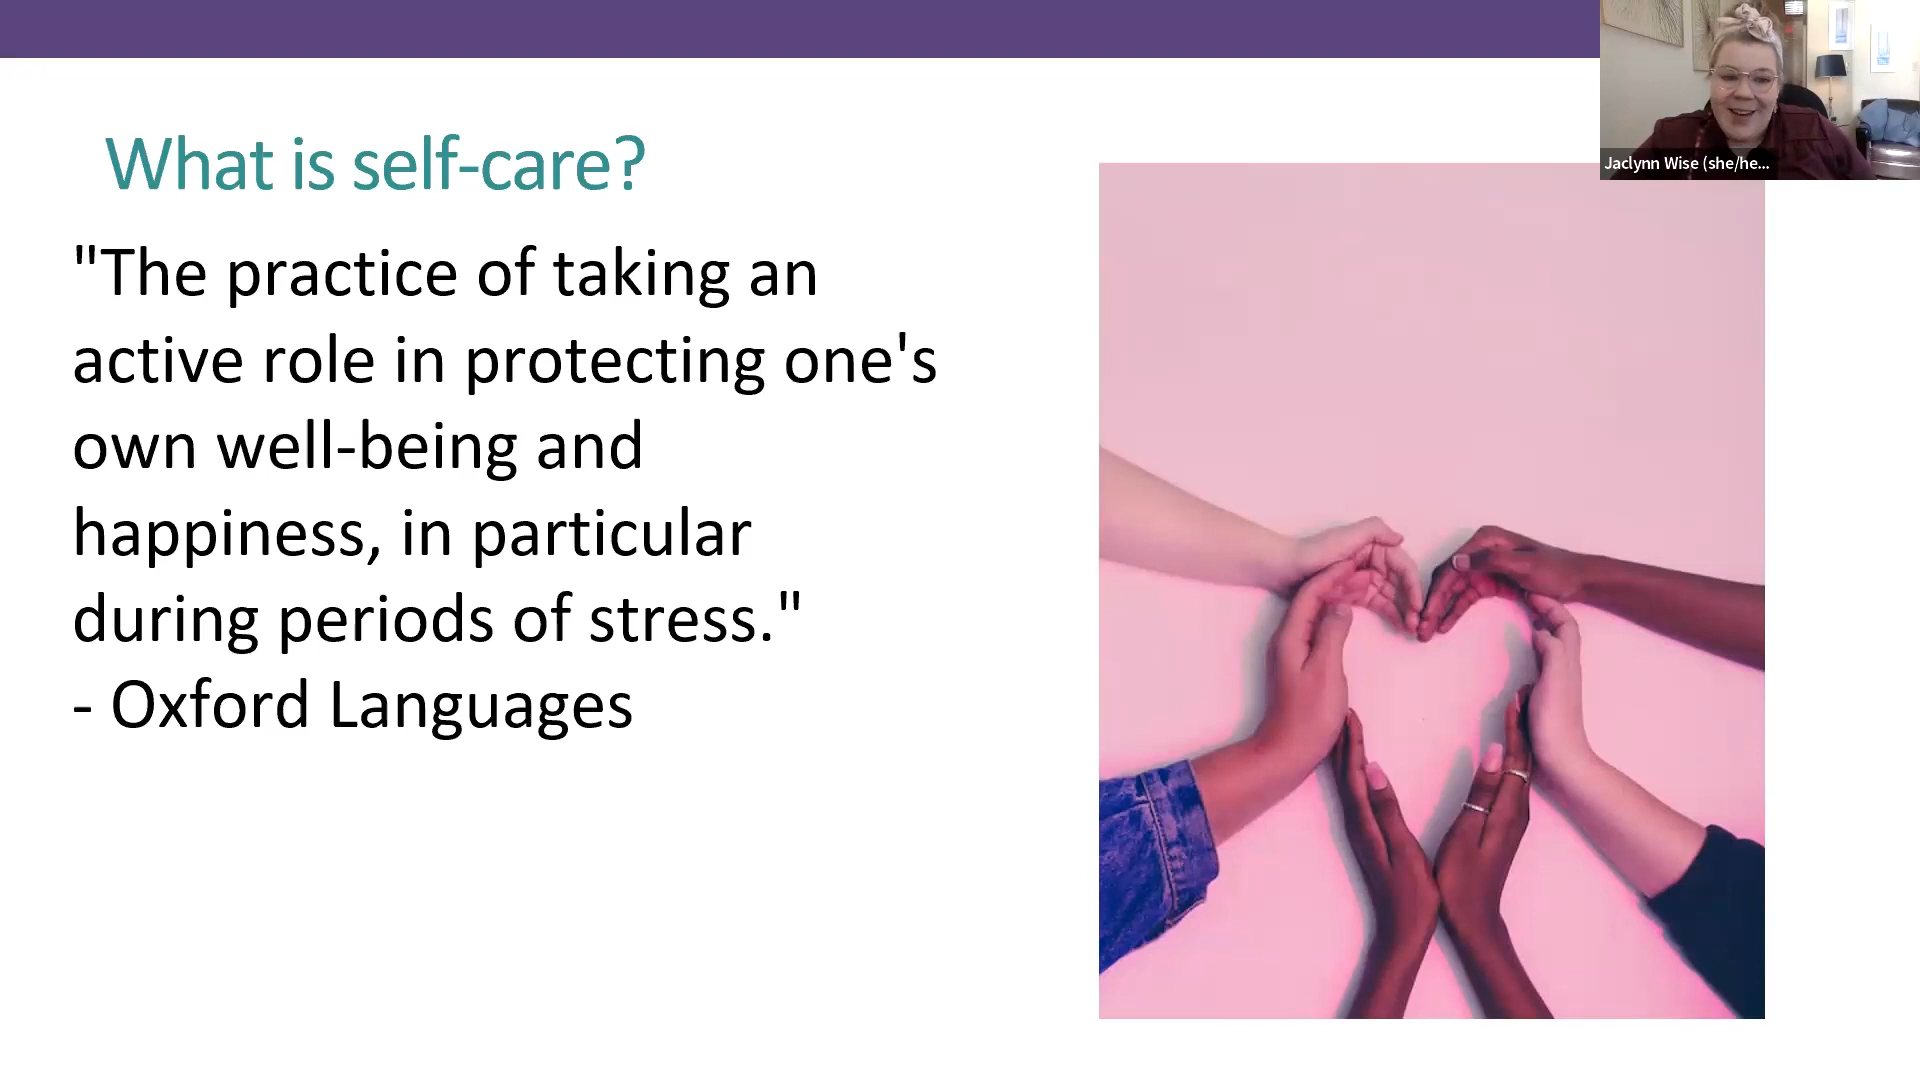 What is self-care?
"The practice of taking an
active role in protecting one's
own well-being and
happiness, in particular
during periods of stress."
- Oxford Languages
Jaclynn Wise (she/he...